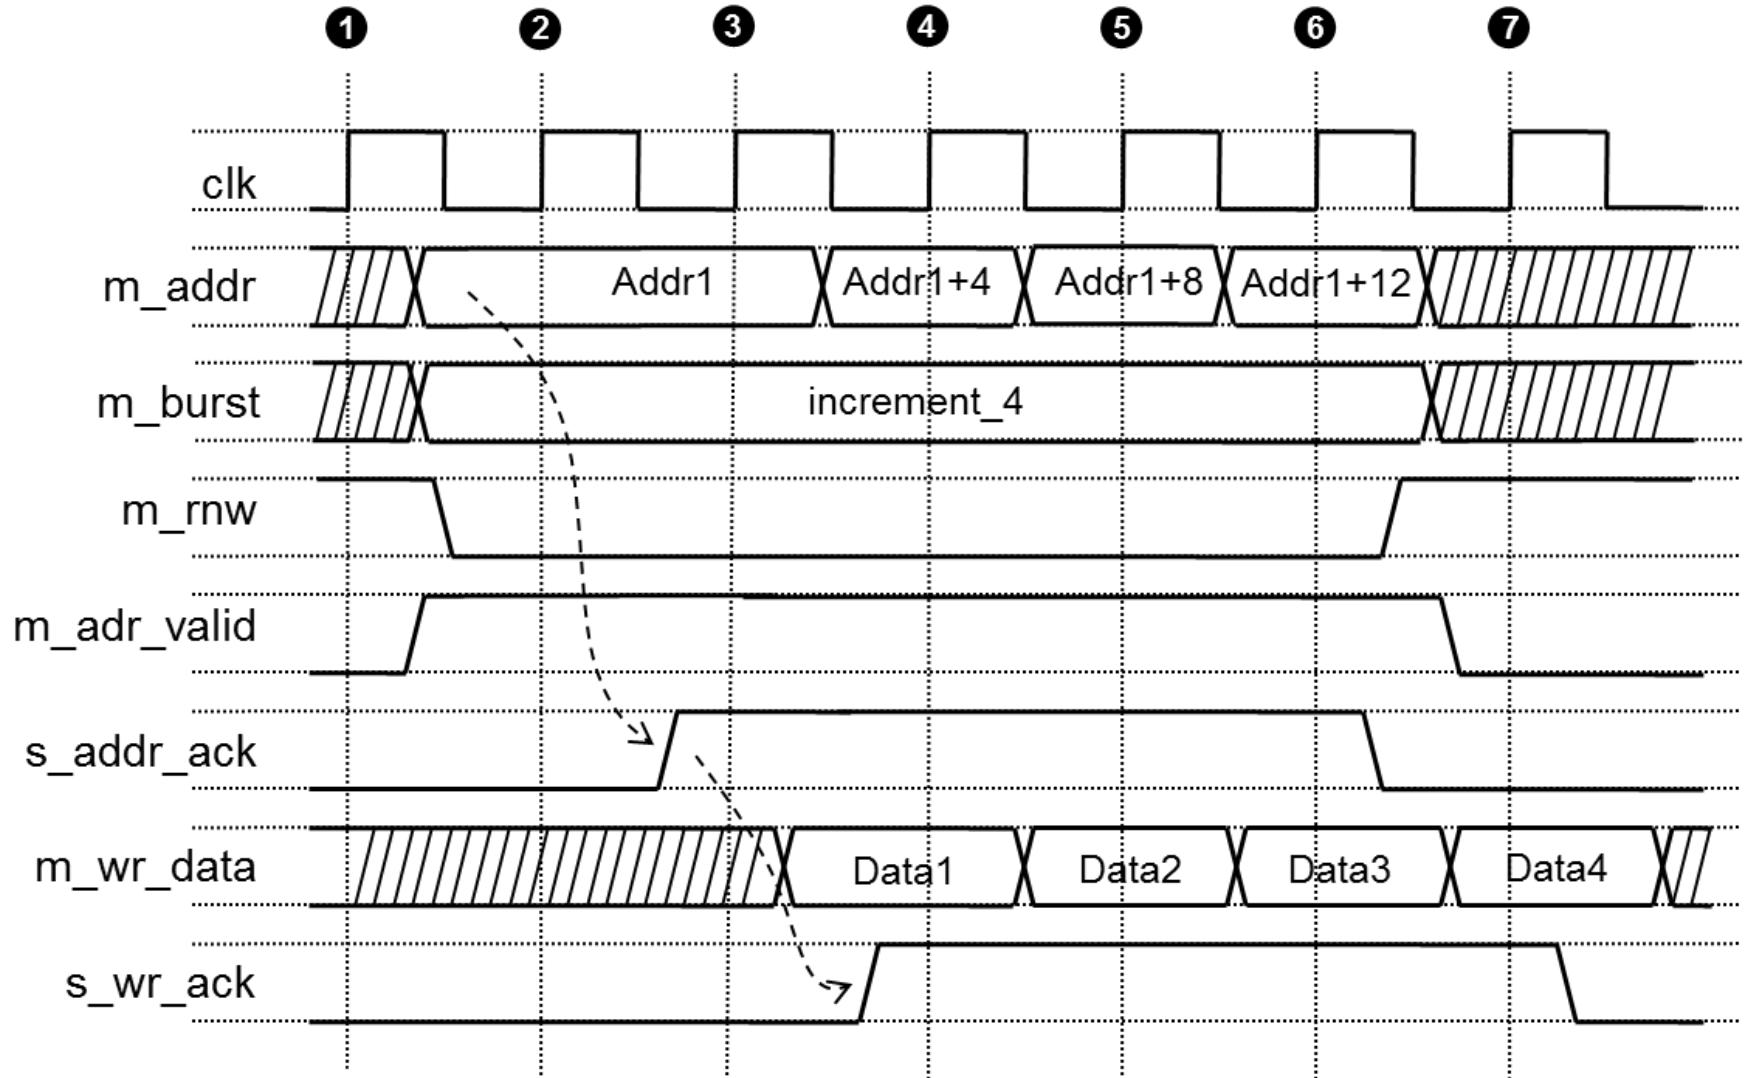 1 2 3 4 5 6 7
clk
m_addr Addr1 Addr1+4 Addr1+8 Addr1+12
m_burst increment_4
m_rnw
m_adr_valid
s_addr_ack
m_wr_data Data1 Data2 Data3 Data4
s_wr_ack